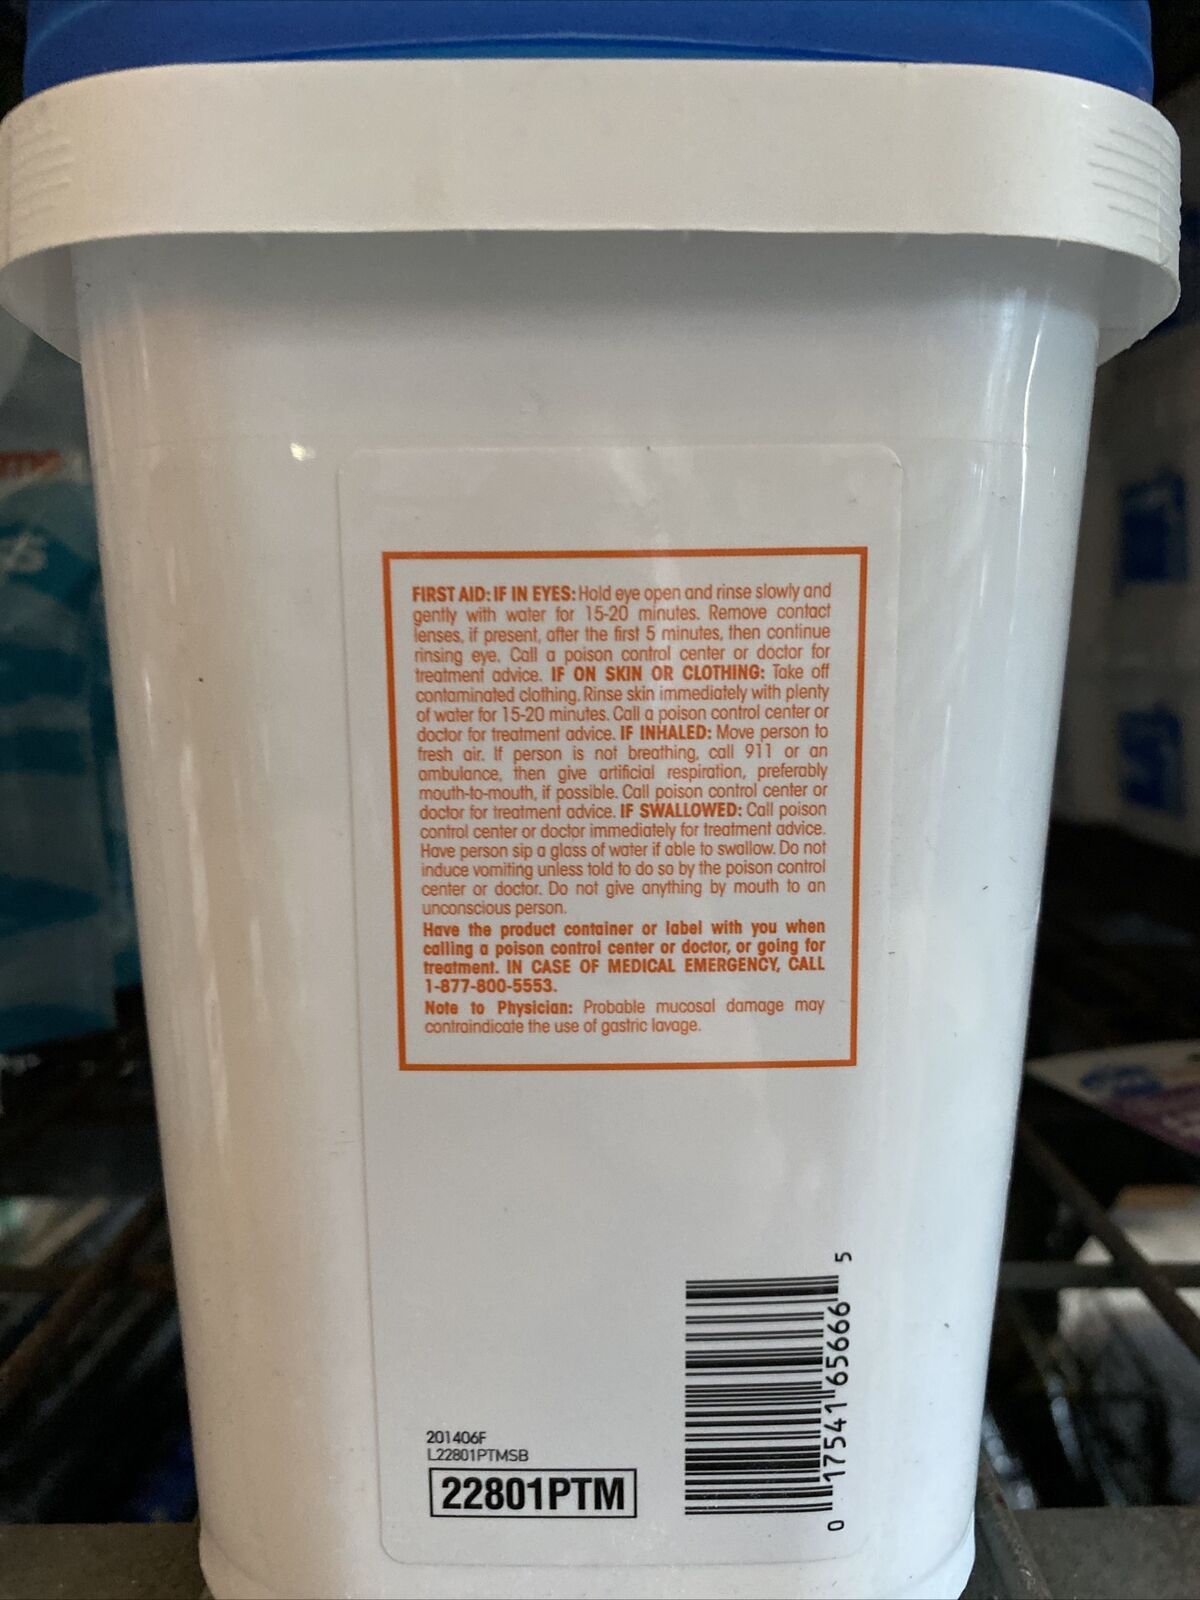 FIRST AID: IF IN EYES: Hold eye open and rinse slowly and
gently with water for 15-20 minutes. Remove contact
lenses, if present, after the first 5 minutes, then continue
rinsing eye. Call a poison control center or doctor for
treatment advice. IF ON SKIN OR CLOTHING: Take off
contaminated clothing. Rinse skin immediately with plenty
of water for 15-20 minutes. Call a poison control center or
doctor for treatment advice. IF INHALED: Move person to
fresh air. If person is not breathing, call 911 or an
ambulance, then give artificial respiration, preferably
mouth-to-mouth, if possible. Call poison control center or
doctor for treatment advice. IF SWALLOWED: Call poison
control center or doctor immediately for treatment advice.
Have person sip a glass of water if able to swallow. Do not
induce vomiting unless told to do so by the poison control
center or doctor. Do not give anything by mouth to an
unconscious person.
Have the product container or label with you when
calling a poison control center or doctor, or going for
treatment. IN CASE OF MEDICAL EMERGENCY, CALL
1-877-800-5553.
Note to Physician: Probable mucosal damage may
contraindicate the use of gastric lavage.
201406F
L22801PTMSB
22801PTM
0 17541 65666 5